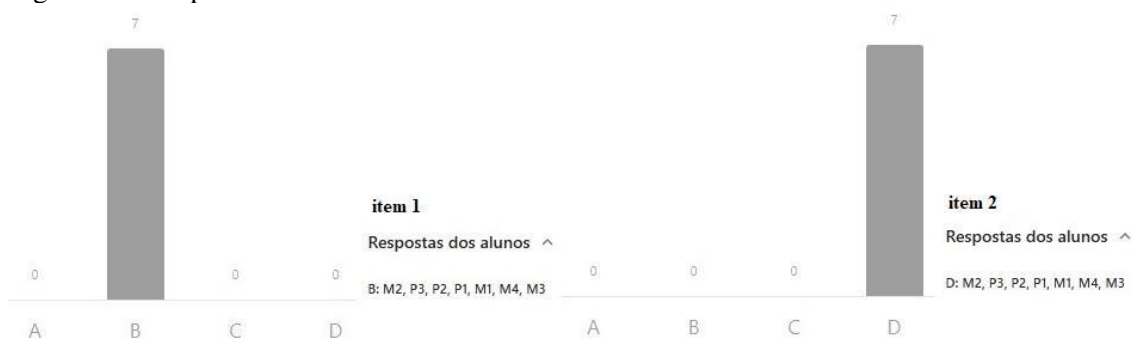 7
item 1
Respostas dos alunos
0 0 0
B: M2, P3, P2, P1, M1, M4, M3
A B C D
7
item 2
Respostas dos alunos
0 0 0
D: M2, P3, P2, P1, M1, M4, M3
A B C D